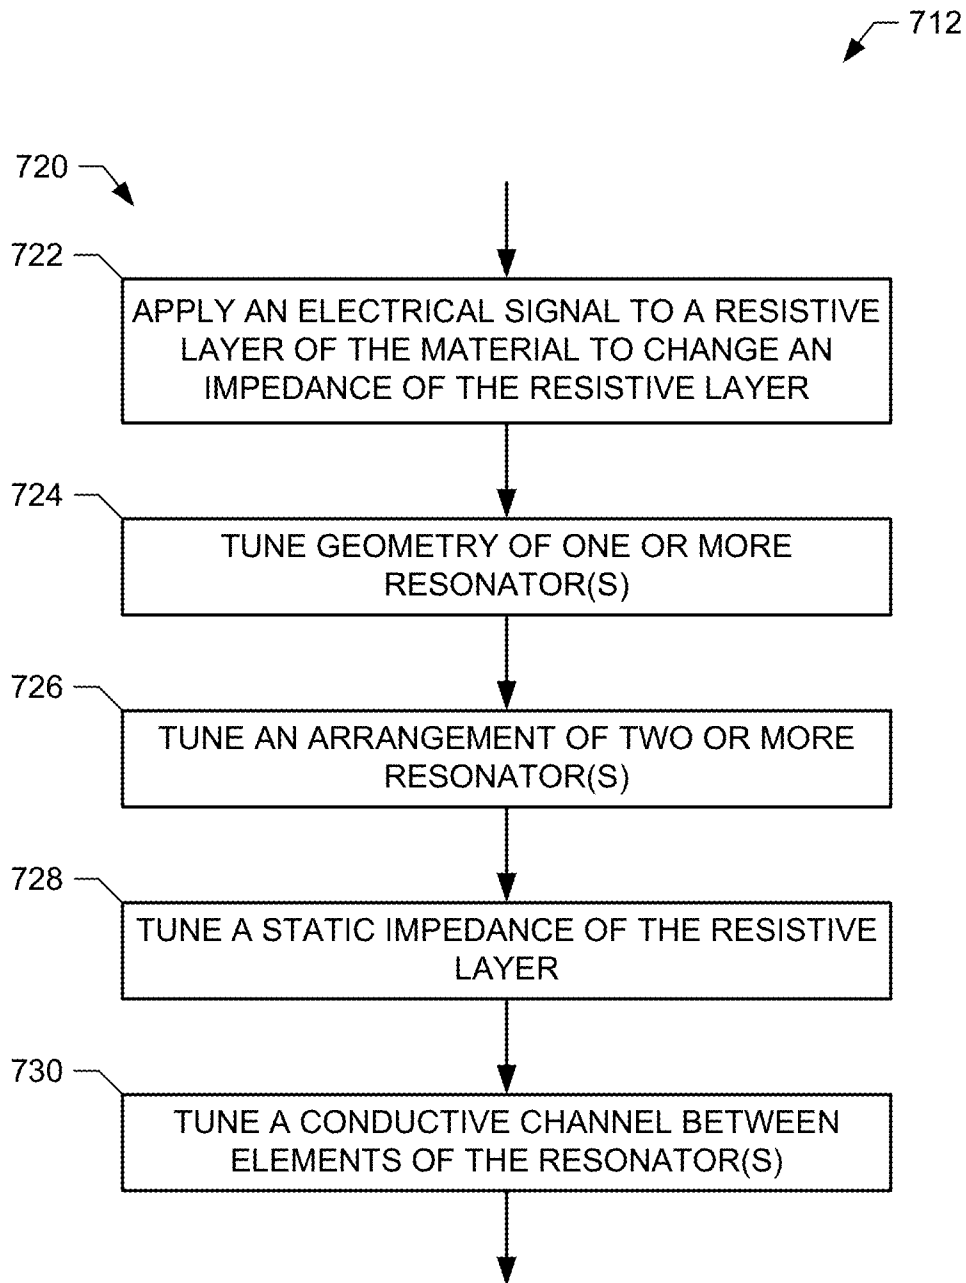 712
720
722
APPLY AN ELECTRICAL SIGNAL TO A RESISTIVE
LAYER OF THE MATERIAL TO CHANGE AN
IMPEDANCE OF THE RESISTIVE LAYER
724
TUNE GEOMETRY OF ONE OR MORE
RESONATOR(S)
726
TUNE AN ARRANGEMENT OF TWO OR MORE
RESONATOR(S)
728
TUNE A STATIC IMPEDANCE OF THE RESISTIVE
LAYER
730
TUNE A CONDUCTIVE CHANNEL BETWEEN
ELEMENTS OF THE RESONATOR(S)